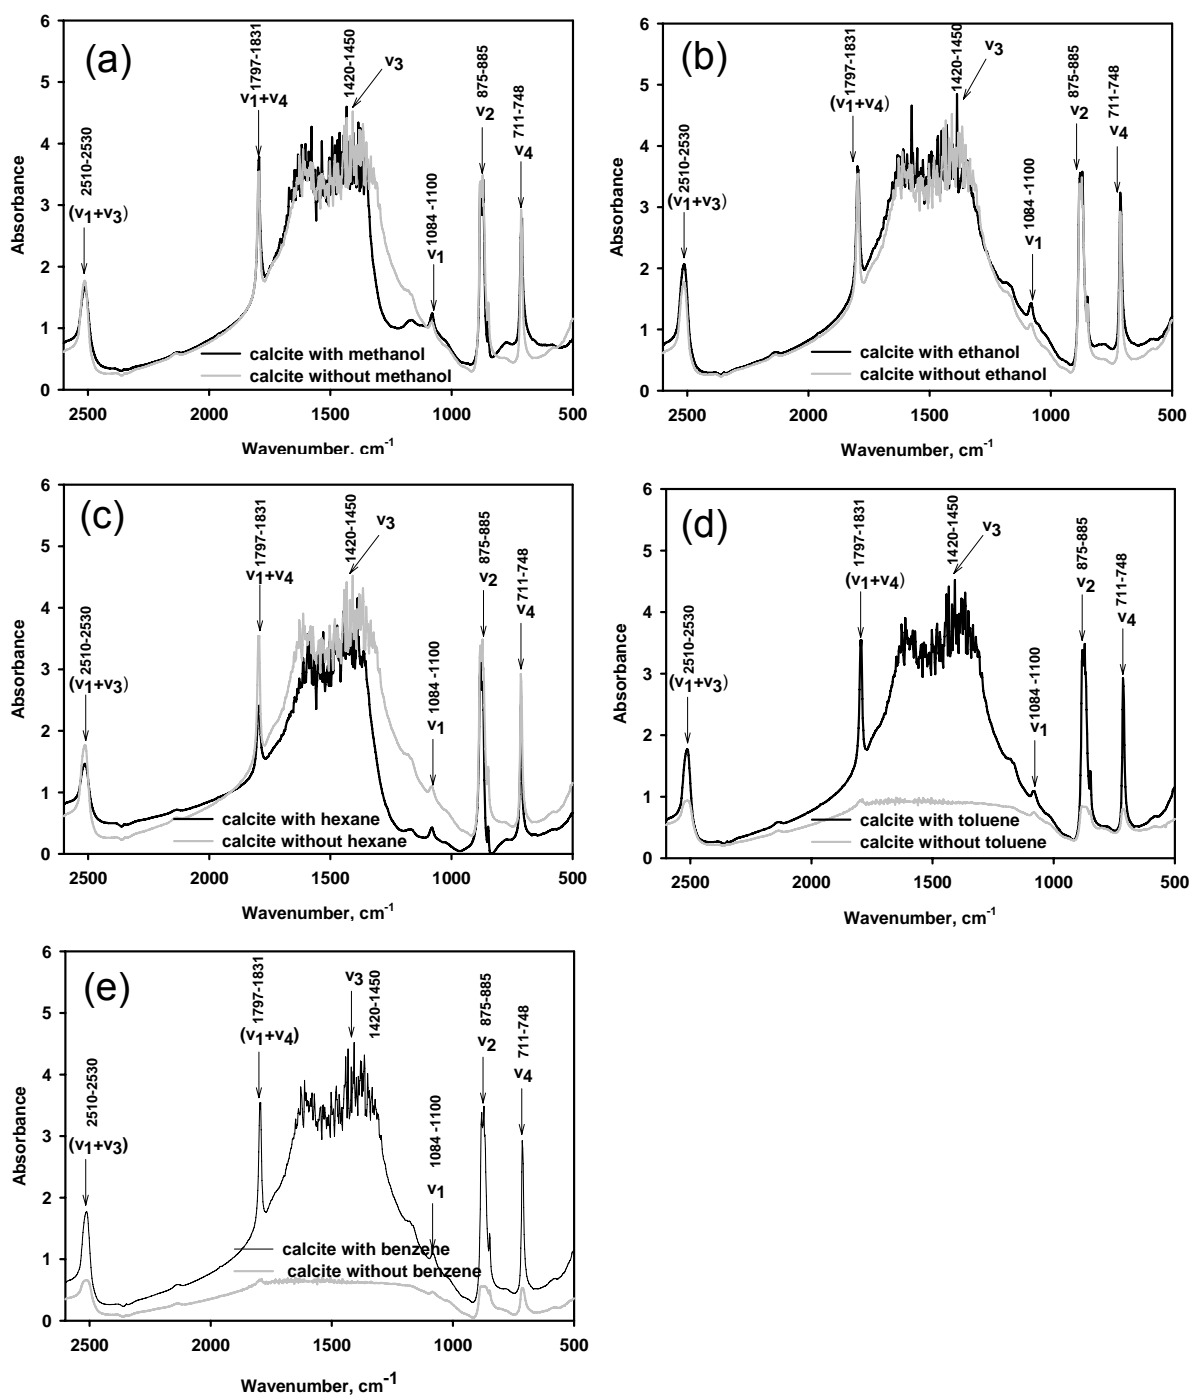 (a)
6
5
4
3
2
1
0
Absorbance
2510-2530
(v1+v3)
1797-1831
v1+v4
1420-1450
v3
1084 -1100
v1
875-885
v2
711-748
v4
calcite with methanol
calcite without methanol
2500 2000 1500 1000 500
Wavenumber, cm-1
(b)
6
5
4
3
2
1
0
Absorbance
2510-2530
(v1+v3)
1797-1831
(v1+v4)
1420-1450
v3
1084 -1100
v1
875-885
v2
711-748
v4
calcite with ethanol
calcite without ethanol
2500 2000 1500 1000 500
Wavenumber, cm-1
(c)
6
5
4
3
2
1
0
Absorbance
2510-2530
(v1+v3)
1797-1831
v1+v4
1420-1450
v3
1084 -1100
v1
875-885
v2
711-748
v4
calcite with hexane
calcite without hexane
2500 2000 1500 1000 500
Wavenumber, cm-1
(d)
6
5
4
3
2
1
0
Absorbance
2510-2530
(v1+v3)
1797-1831
(v1+v4)
1420-1450
v3
1084 -1100
v1
875-885
v2
711-748
v4
calcite with toluene
calcite without toluene
2500 2000 1500 1000 500
Wavenumber, cm-1
(e)
6
5
4
3
2
1
0
Absorbance
2510-2530
(v1+v3)
1797-1831
(v1+v4)
v3
1420-1450
1084 -1100
v1
875-885
v2
711-748
v4
calcite with benzene
calcite without benzene
2500 2000 1500 1000 500
Wavenumber, cm-1